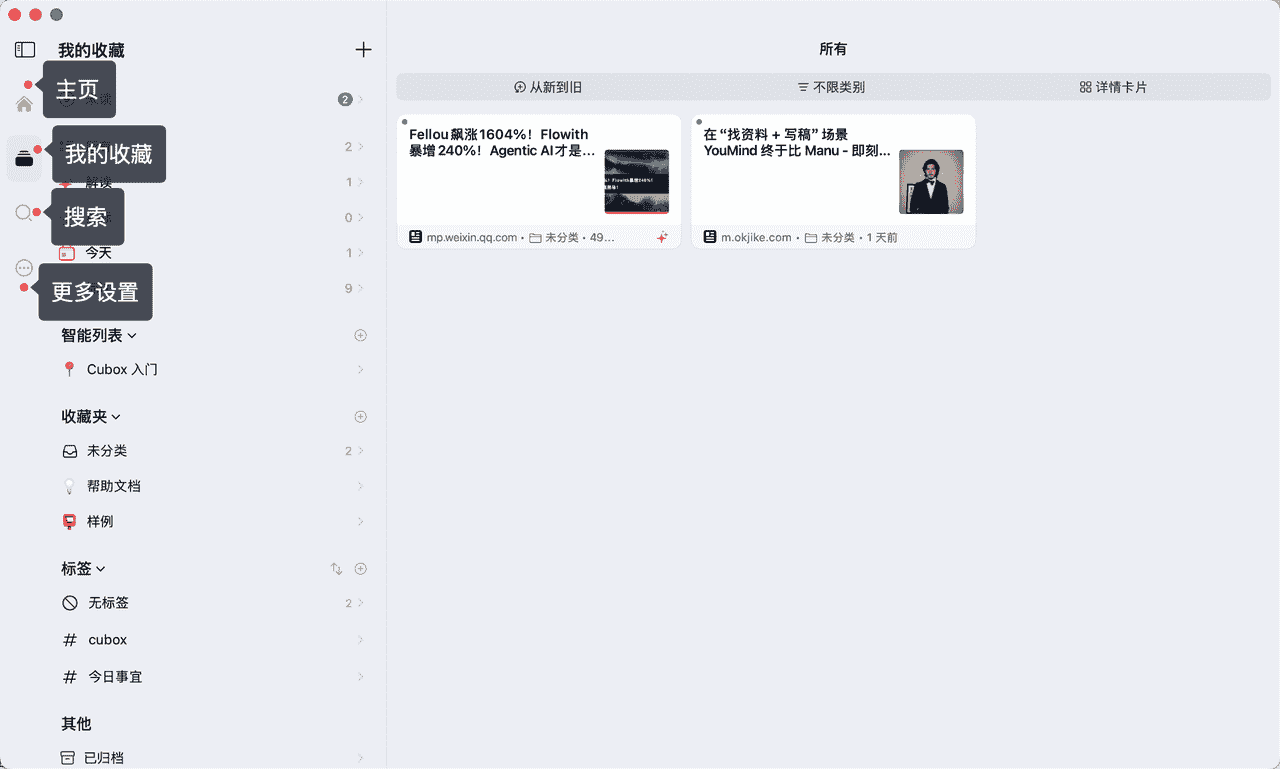 我的收藏
主页
未读
2
我的收藏
2
解读
1
搜索
0
今天
1
更多设置
9
智能列表
Cubox 入门
收藏夹
未分类
2
帮助文档
样例
标签
无标签
2
# cubox
# 今日事宜
其他
已归档
所有
从新到旧
不限类别
详情卡片
Fellou飙涨1604%！Flowith
暴增240%！Agentic AI才是…
mp.weixin.qq.com · 未分类 · 49…
在 “找资料 + 写稿” 场景
YouMind 终于比 Manu - 即刻...
m.okjike.com · 未分类 · 1 天前